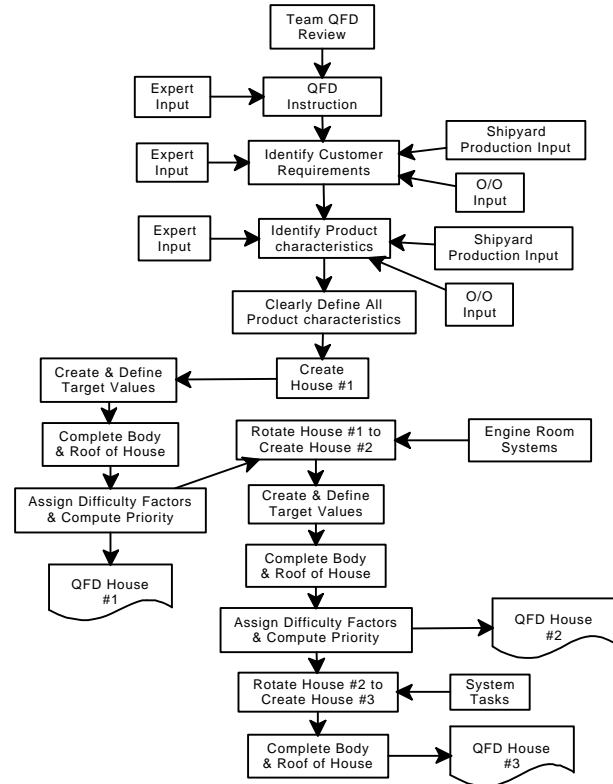 Team QFD
Review
Expert
Input
QFD
Instruction
Expert
Input
Identify Customer
Requirements
Shipyard
Production Input
O/O
Input
Expert
Input
Identify Product
characteristics
Shipyard
Production Input
O/O
Input
Clearly Define All
Product characteristics
Create
House #1
Create & Define
Target Values
Complete Body
& Roof of House
Assign Difficulty Factors
& Compute Priority
QFD House
#1
Rotate House #1 to
Create House #2
Engine Room
Systems
Create & Define
Target Values
Complete Body
& Roof of House
Assign Difficulty Factors
& Compute Priority
QFD House
#2
Rotate House #2 to
Create House #3
System
Tasks
Complete Body
& Roof of House
QFD House
#3